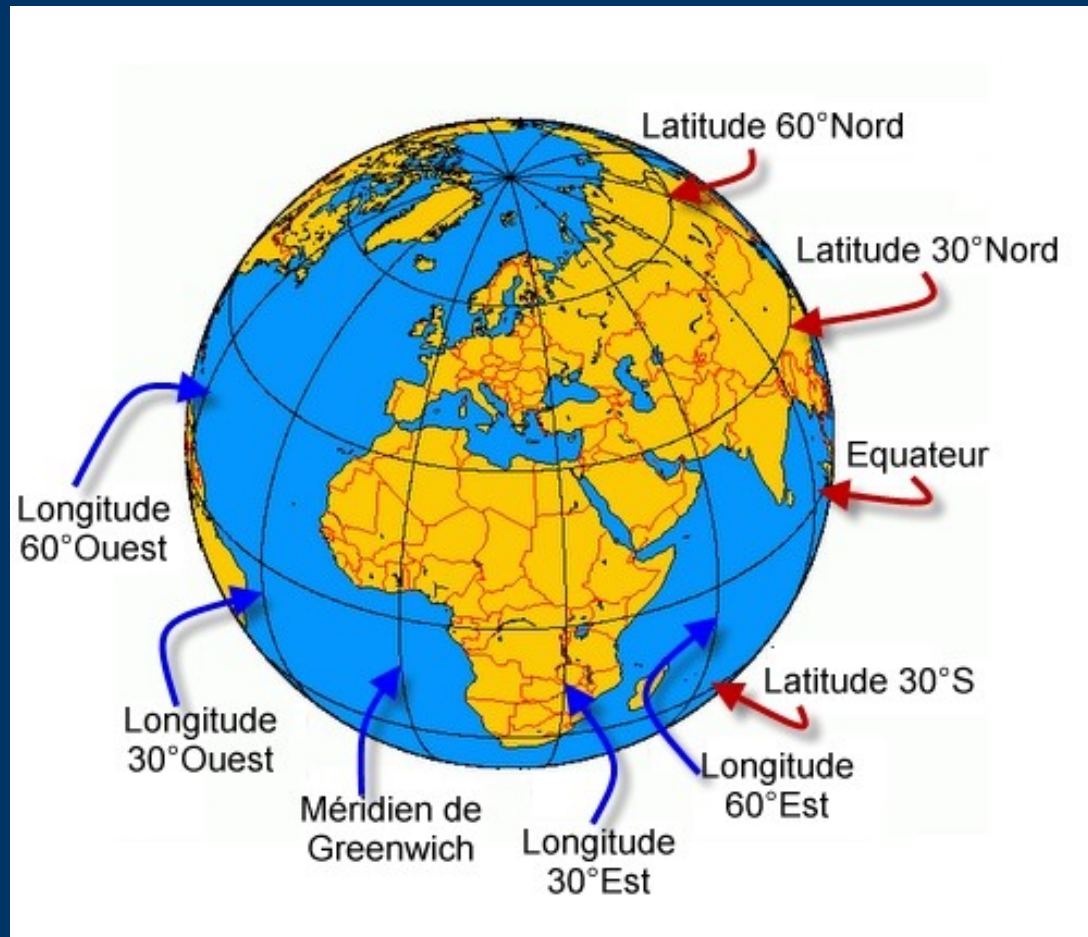 Latitude 60°Nord
Latitude 30°Nord
Equateur
Longitude
60°Ouest
Latitude 30°S
Longitude
30°Ouest
Longitude
60°Est
Méridien de
Greenwich
Longitude
30°Est